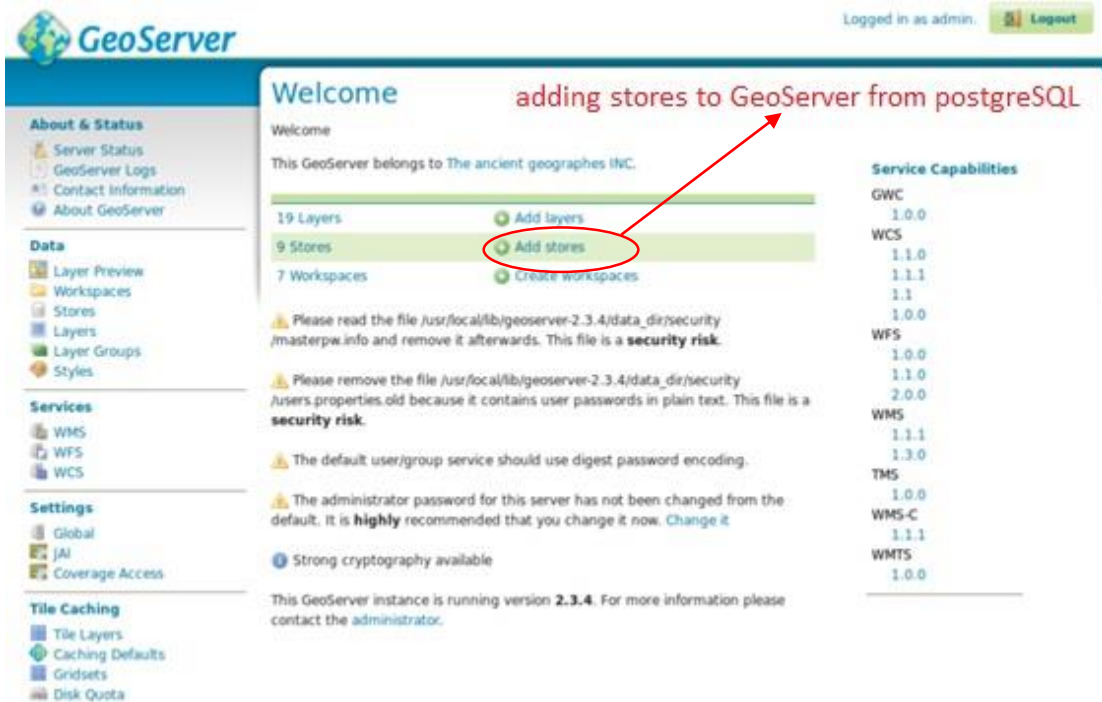 GeoServer
Logged in as admin.
Logout
Welcome
adding stores to GeoServer from postgreSQL
About & Status
Server Status
GeoServer Logs
Contact Information
About GeoServer
Data
Layer Preview
Workspaces
Stores
Layers
Layer Groups
Styles
Services
WMS
WFS
WCS
Settings
Global
JAI
Coverage Access
Tile Caching
Tile Layers
Caching Defaults
Gridsets
Disk Quota
Welcome
This GeoServer belongs to The ancient geographes INC.
19 Layers
Add layers
9 Stores
Add stores
7 Workspaces
Create workspaces
Please read the file /usr/local/lib/geoserver-2.3.4/data_dir/security
/masterpw.info and remove it afterwards. This file is a security risk.
Please remove the file /usr/local/lib/geoserver-2.3.4/data_dir/security
/users.properties.old because it contains user passwords in plain text. This file is a
security risk.
The default user/group service should use digest password encoding.
The administrator password for this server has not been changed from the
default. It is highly recommended that you change it now. Change it
Strong cryptography available
This GeoServer instance is running version 2.3.4. For more information please
contact the administrator.
Service Capabilities
GWC
1.0.0
WCS
1.1.0
1.1.1
1.1
1.0.0
WFS
1.0.0
1.1.0
2.0.0
WMS
1.1.1
1.3.0
TMS
1.0.0
WMS-C
1.1.1
WMTS
1.0.0